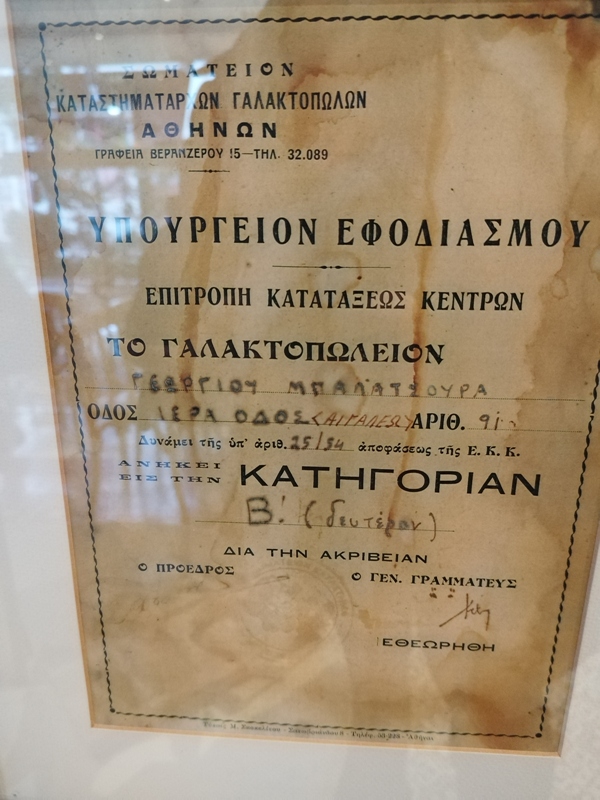 ΣΩΜΑΤΕΙΟΝ
ΚΑΤΑΣΤΗΜΑΤΑΡΧΩΝ ΓΑΛΑΚΤΟΠΩΛΩΝ
ΑΘΗΝΩΝ
ΓΡΑΦΕΙΑ ΒΕΡΑΝΖΕΡΟΥ 15—ΤΗΛ. 32.089
ΥΠΟΥΡΓΕΙΟΝ ΕΦΟΔΙΑΣΜΟΥ
ΕΠΙΤΡΟΠΗ ΚΑΤΑΤΑΞΕΩΣ ΚΕΝΤΡΩΝ
ΤΟ ΓΑΛΑΚΤΟΠΩΛΕΙΟΝ
ΓΕΩΡΓΙΟΥ ΜΠΑΛΑΤΣΟΥΡΑ
ΟΔΟΣ ΙΕΡΑ ΟΔΟΣ (ΑΙΓΑΛΕΩ) ΑΡΙΘ. 91
Δυνάμει τῆς ὑπ' ἀριθ. 25/54 ἀποφάσεως τῆς Ε. Κ. Κ.
ΑΝΗΚΕΙ
ΕΙΣ ΤΗΝ ΚΑΤΗΓΟΡΙΑΝ
Β! (δευτέραν)
ΔΙΑ ΤΗΝ ΑΚΡΙΒΕΙΑΝ
Ο ΠΡΟΕΔΡΟΣ Ο ΓΕΝ. ΓΡΑΜΜΑΤΕΥΣ
ΕΘΕΩΡΗΘΗ